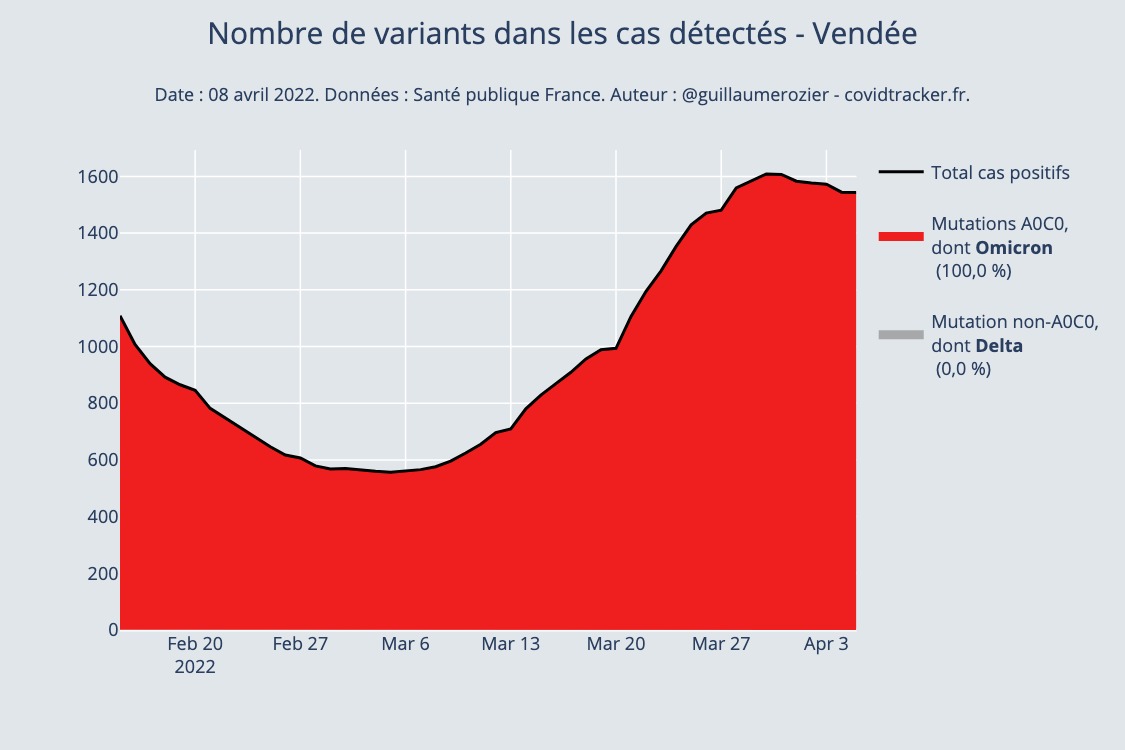 Nombre de variants dans les cas détectés - Vendée
Date : 08 avril 2022. Données : Santé publique France. Auteur : @guillaumerozier - covidtracker.fr.
1600
1400
1200
1000
800
600
400
200
0
Feb 20
2022
Feb 27
Mar 6
Mar 13
Mar 20
Mar 27
Apr 3
Total cas positifs
Mutations A0C0,
dont Omicron
(100,0 %)
Mutation non-A0C0,
dont Delta
(0,0 %)